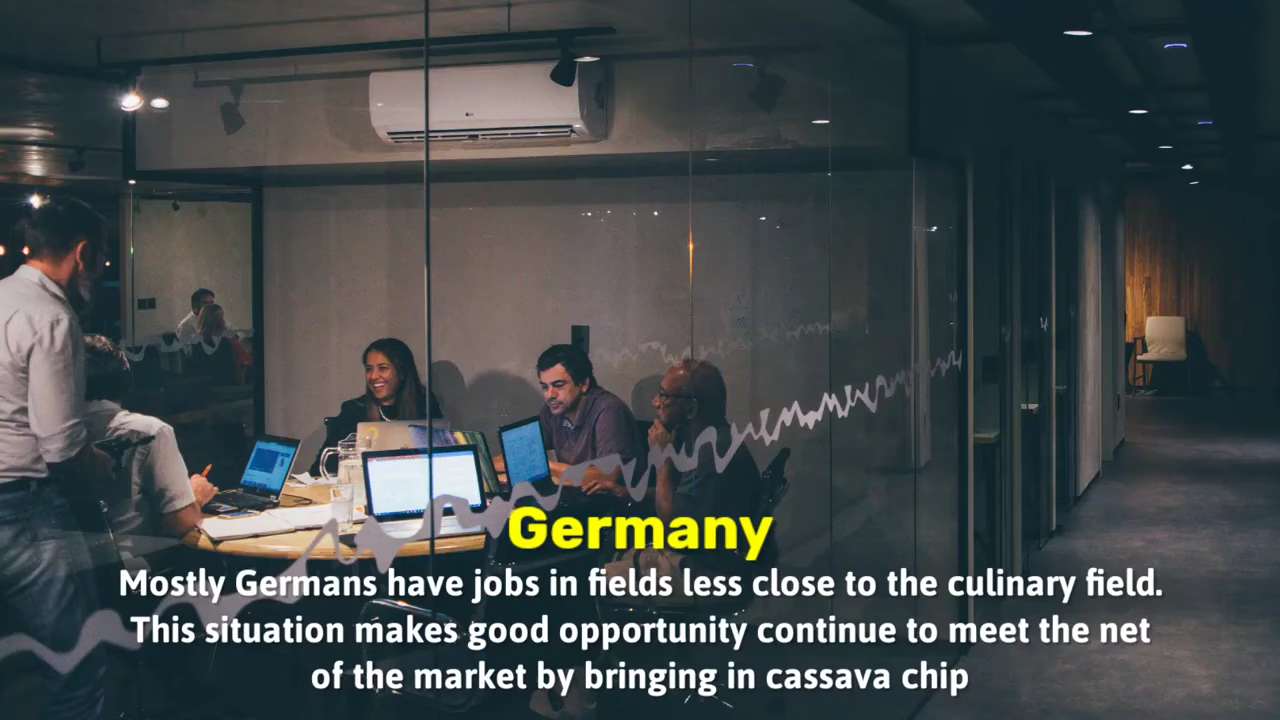 Germany
Mostly Germans have jobs in fields less close to the culinary field.
This situation makes good opportunity continue to meet the net
of the market by bringing in cassava chip